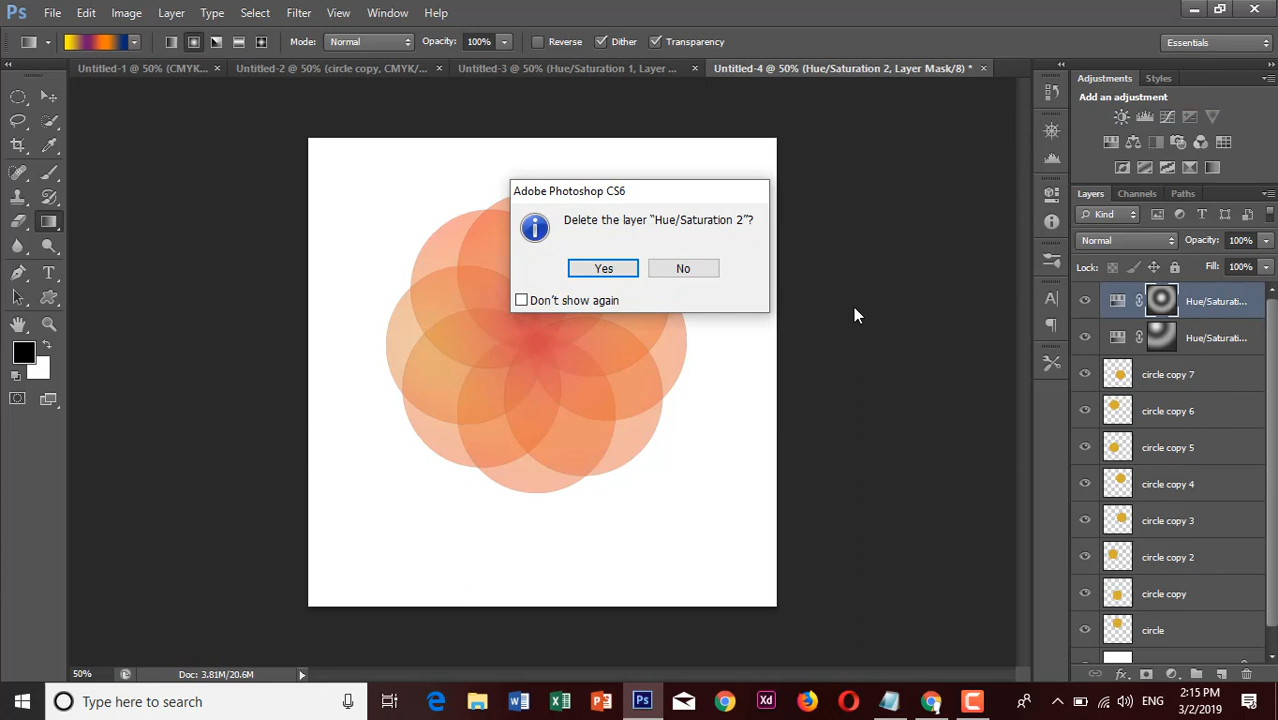 Ps File Edit Image Layer Type Select Filter View Window Help
Mode: Normal Opacity: 100% Reverse Dither Transparency Essentials
Untitled-1 @ 50% (CMYK... × Untitled-2 @ 50% (circle copy, CMYK/... × Untitled-3 @ 50% (Hue/Saturation 1, Layer ... × Untitled-4 @ 50% (Hue/Saturation 2, Layer Mask/8) * ×
Adjustments Styles
Add an adjustment
Adobe Photoshop CS6
Delete the layer “Hue/Saturation 2”?
Yes No
Don't show again
Layers Channels Paths
Kind
Normal Opacity: 100%
Lock: Fill: 100%
Hue/Saturati...
Hue/Saturati...
circle copy 7
circle copy 6
circle copy 5
circle copy 4
circle copy 3
circle copy 2
circle copy
circle
50% Doc: 3.81M/20.6M
Type here to search
ENG
2:15 PM
3/2/2019